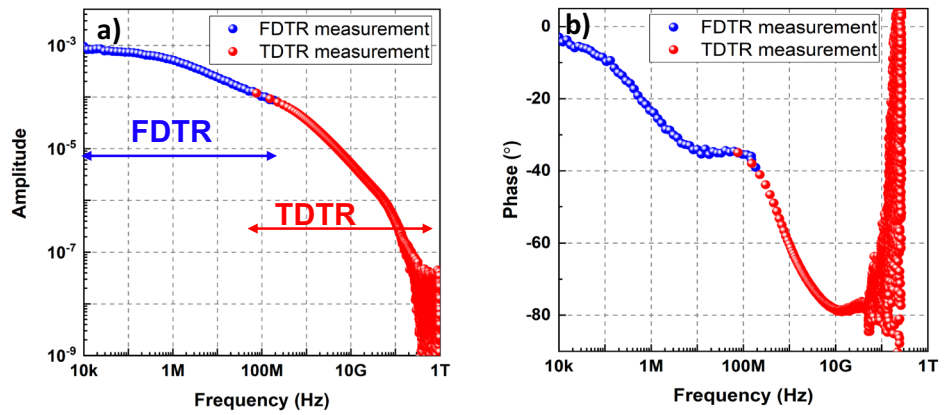 a)
FDTR measurement
TDTR measurement
10⁻³
10⁻⁵
10⁻⁷
10⁻⁹
Amplitude
FDTR
TDTR
10k 1M 100M 10G 1T
Frequency (Hz)
b)
FDTR measurement
TDTR measurement
0
-20
-40
-60
-80
Phase (°)
10k 1M 100M 10G 1T
Frequency (Hz)